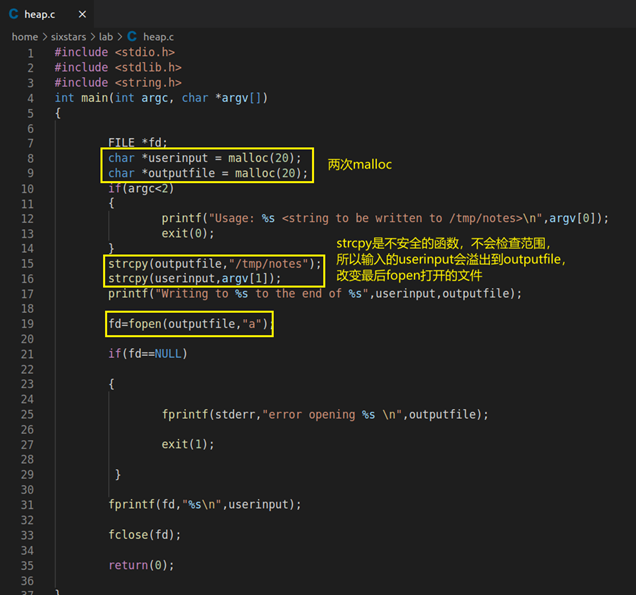 C heap.c ×
home > sixstars > lab > C heap.c
1 #include <stdio.h>
2 #include <stdlib.h>
3 #include <string.h>
4 int main(int argc, char *argv[])
5 {
6
7 FILE *fd;
8 char *userinput = malloc(20);
两次malloc
9 char *outputfile = malloc(20);
10 if(argc<2)
11 {
12 printf("Usage: %s <string to be written to /tmp/notes>\n",argv[0]);
13 exit(0);
14 }
strcpy是不安全的函数，不会检查范围，
15 strcpy(outputfile,"/tmp/notes");
所以输入的userinput会溢出到outputfile，
16 strcpy(userinput,argv[1]);
改变最后fopen打开的文件
17 printf("Writing to %s to the end of %s",userinput,outputfile);
18
19 fd=fopen(outputfile,"a");
20
21 if(fd==NULL)
22
23 {
24
25 fprintf(stderr,"error opening %s \n",outputfile);
26
27 exit(1);
28
29 }
30
31 fprintf(fd,"%s\n",userinput);
32
33 fclose(fd);
34
35 return(0);
36
37 }